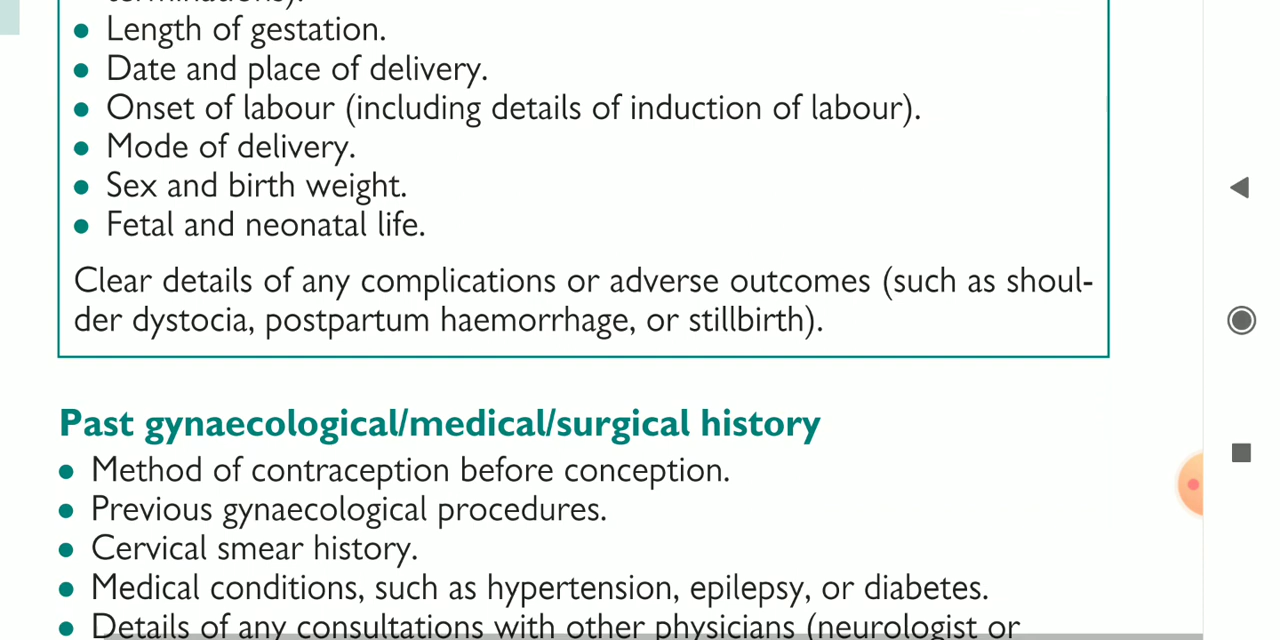 terminations).
● Length of gestation.
● Date and place of delivery.
● Onset of labour (including details of induction of labour).
● Mode of delivery.
● Sex and birth weight.
● Fetal and neonatal life.
Clear details of any complications or adverse outcomes (such as shoul-
der dystocia, postpartum haemorrhage, or stillbirth).
Past gynaecological/medical/surgical history
● Method of contraception before conception.
● Previous gynaecological procedures.
● Cervical smear history.
● Medical conditions, such as hypertension, epilepsy, or diabetes.
● Details of any consultations with other physicians (neurologist or